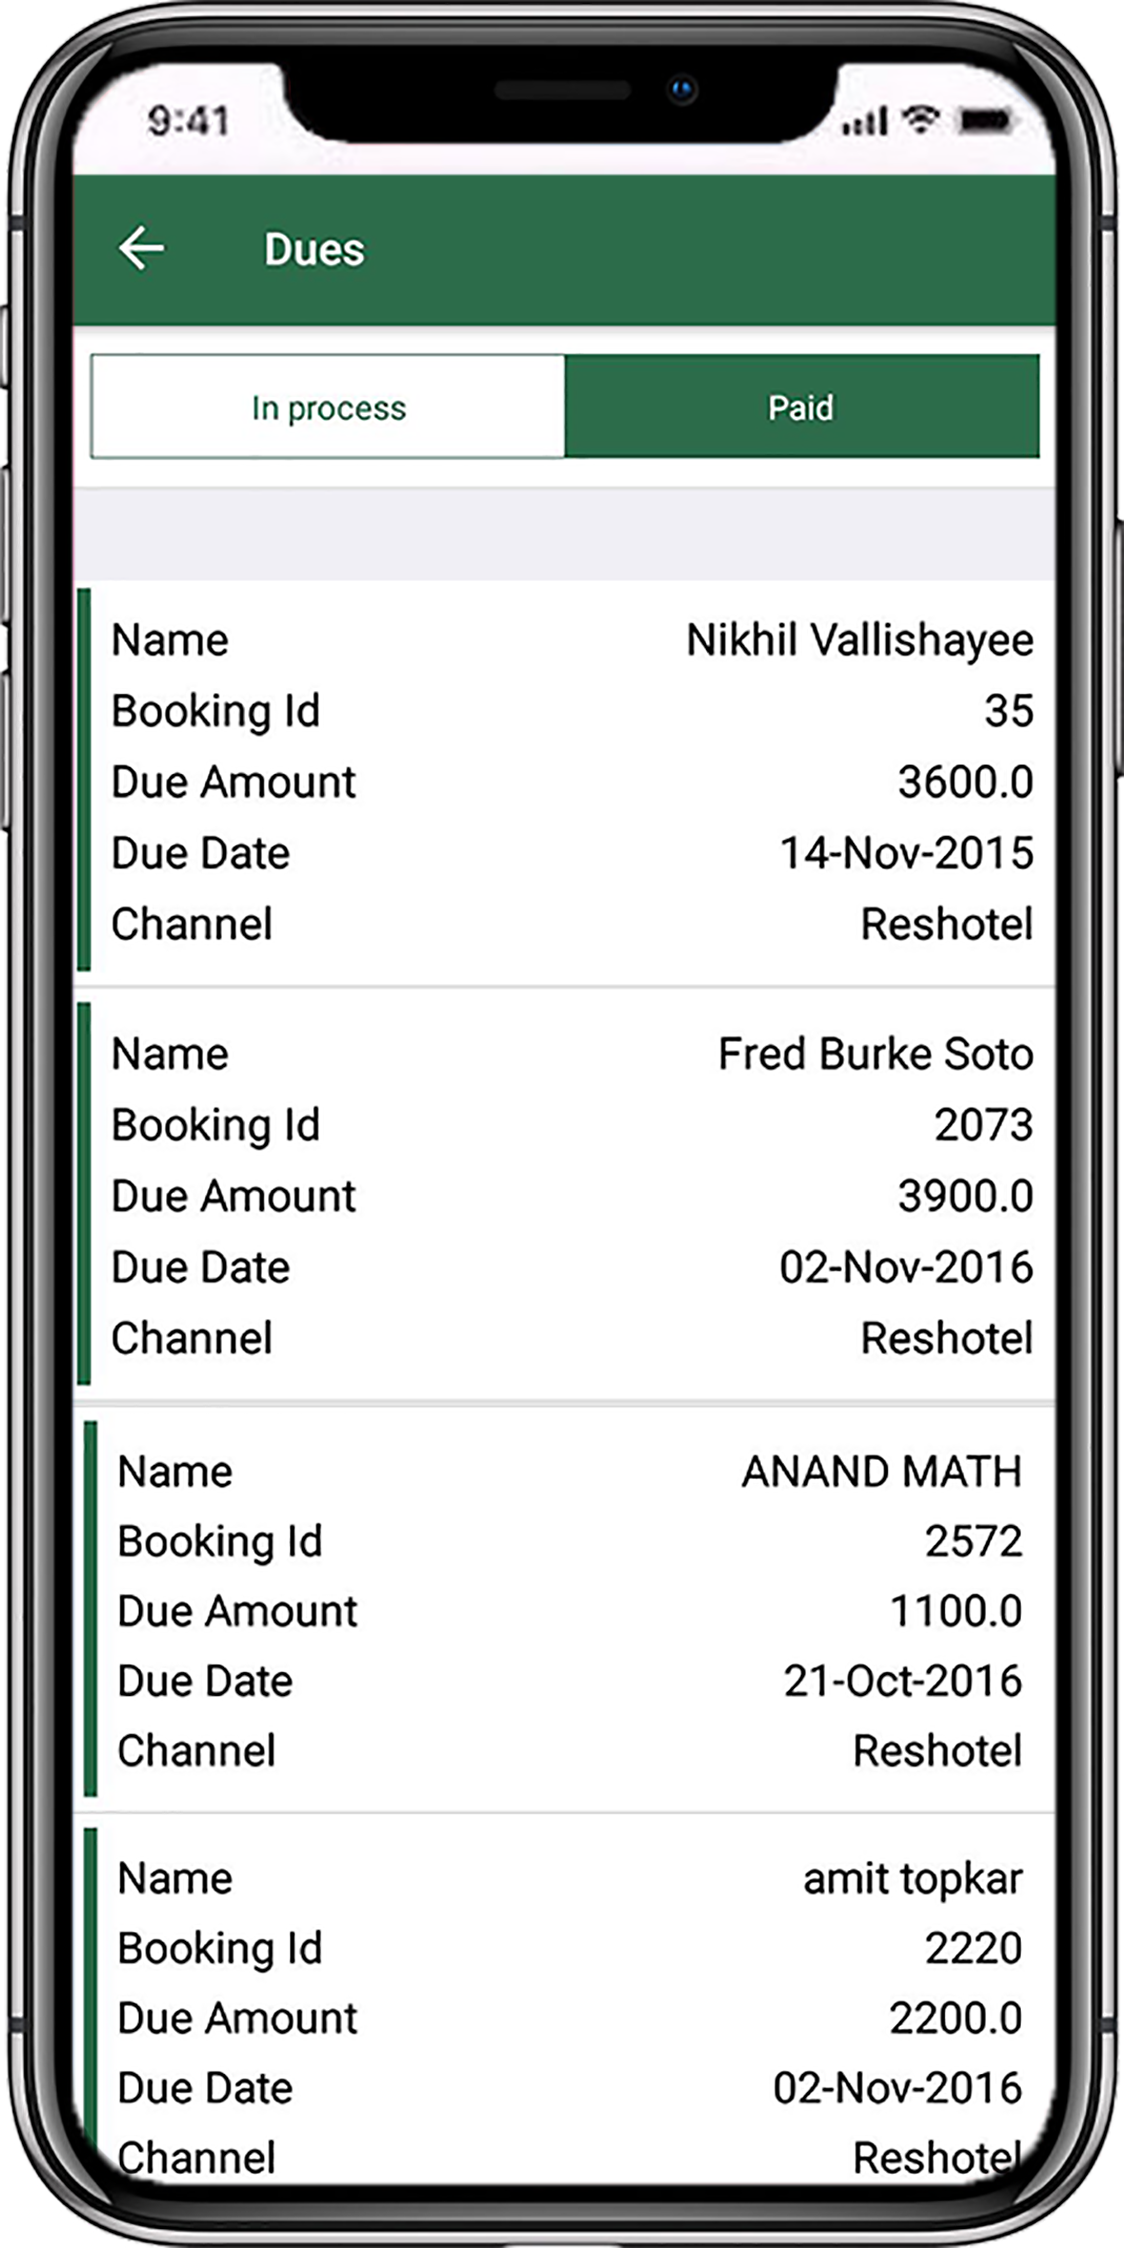 9:41
Dues
In process Paid
Name Nikhil Vallishayee
Booking Id 35
Due Amount 3600.0
Due Date 14-Nov-2015
Channel Reshotel
Name Fred Burke Soto
Booking Id 2073
Due Amount 3900.0
Due Date 02-Nov-2016
Channel Reshotel
Name ANAND MATH
Booking Id 2572
Due Amount 1100.0
Due Date 21-Oct-2016
Channel Reshotel
Name amit topkar
Booking Id 2220
Due Amount 2200.0
Due Date 02-Nov-2016
Channel Reshotel